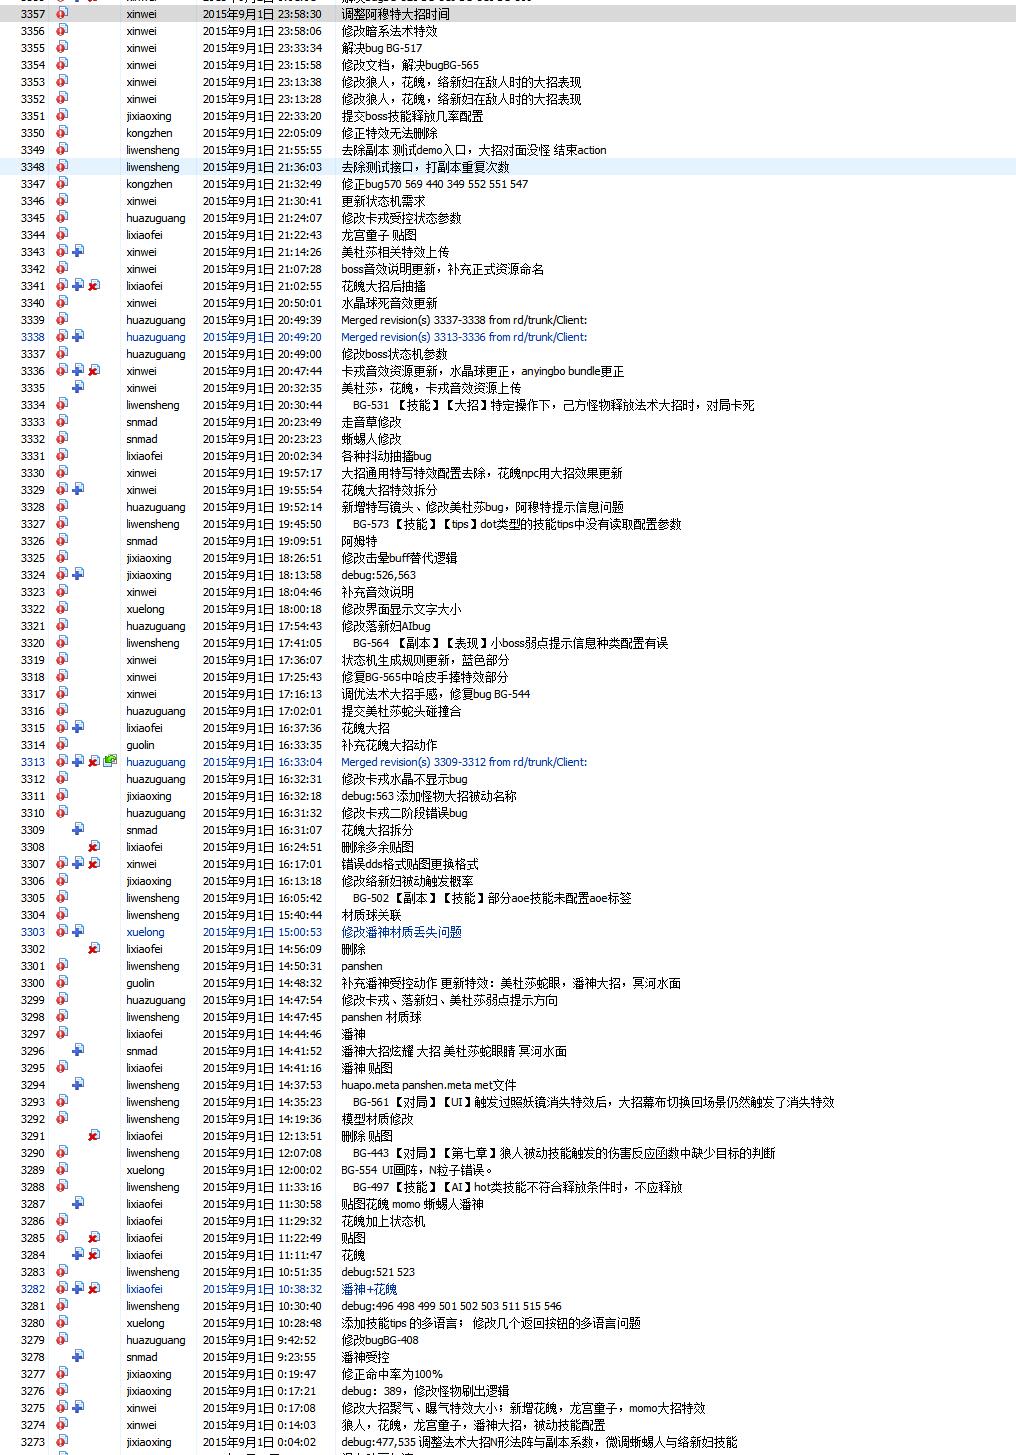 3357 xinwei 2015年9月1日 23:58:30 调整阿穆特大招时间
3356 xinwei 2015年9月1日 23:58:06 修改暗系法术特效
3355 xinwei 2015年9月1日 23:33:34 解决bug BG-517
3354 xinwei 2015年9月1日 23:15:58 修改文档，解决bugBG-565
3353 xinwei 2015年9月1日 23:13:38 修改狼人，花魄，络新妇在敌人时的大招表现
3352 xinwei 2015年9月1日 23:13:28 修改狼人，花魄，络新妇在敌人时的大招表现
3351 jixiaoxing 2015年9月1日 22:33:20 提交boss技能释放几率配置
3350 kongzhen 2015年9月1日 22:05:09 修正特效无法删除
3349 liwensheng 2015年9月1日 21:55:55 去除副本 测试demo入口，大招对面没怪 结束action
3348 liwensheng 2015年9月1日 21:36:03 去除测试接口，打副本重复次数
3347 kongzhen 2015年9月1日 21:32:49 修正bug570 569 440 349 552 551 547
3346 xinwei 2015年9月1日 21:30:41 更新状态机需求
3345 huazuguang 2015年9月1日 21:24:07 修改卡戎受控状态参数
3344 lixiaofei 2015年9月1日 21:22:43 龙宫童子 贴图
3343 xinwei 2015年9月1日 21:14:26 美杜莎相关特效上传
3342 xinwei 2015年9月1日 21:07:28 boss音效说明更新，补充正式资源命名
3341 lixiaofei 2015年9月1日 21:02:55 花魄大招后抽搐
3340 xinwei 2015年9月1日 20:50:01 水晶球死音效更新
3339 huazuguang 2015年9月1日 20:49:39 Merged revision(s) 3337-3338 from rd/trunk/Client:
3338 huazuguang 2015年9月1日 20:49:20 Merged revision(s) 3313-3336 from rd/trunk/Client:
3337 huazuguang 2015年9月1日 20:49:00 修改boss状态机参数
3336 xinwei 2015年9月1日 20:47:44 卡戎音效资源更新，水晶球更正，anyingbo bundle更正
3335 xinwei 2015年9月1日 20:32:35 美杜莎，花魄，卡戎音效资源上传
3334 liwensheng 2015年9月1日 20:30:44 BG-531 【技能】【大招】特定操作下，己方怪物释放法术大招时，对局卡死
3333 snmad 2015年9月1日 20:23:49 走音草修改
3332 snmad 2015年9月1日 20:23:23 蜥蜴人修改
3331 lixiaofei 2015年9月1日 20:02:34 各种抖动抽搐bug
3330 xinwei 2015年9月1日 19:57:17 大招通用特写特效配置去除，花魄npc用大招效果更新
3329 xinwei 2015年9月1日 19:55:54 花魄大招特效拆分
3328 huazuguang 2015年9月1日 19:52:14 新增特写镜头、修改美杜莎bug，阿穆特提示信息问题
3327 liwensheng 2015年9月1日 19:45:50 BG-573 【技能】【tips】dot类型的技能tips中没有读取配置参数
3326 snmad 2015年9月1日 19:09:51 阿姆特
3325 jixiaoxing 2015年9月1日 18:26:51 修改击晕buff替代逻辑
3324 jixiaoxing 2015年9月1日 18:13:58 debug:526,563
3323 xinwei 2015年9月1日 18:04:46 补充音效说明
3322 xuelong 2015年9月1日 18:00:18 修改界面显示文字大小
3321 huazuguang 2015年9月1日 17:54:43 修改落新妇AIbug
3320 liwensheng 2015年9月1日 17:41:05 BG-564 【副本】【表现】小boss弱点提示信息种类配置有误
3319 xinwei 2015年9月1日 17:36:07 状态机生成规则更新，蓝色部分
3318 xinwei 2015年9月1日 17:25:43 修复BG-565中哈皮手捧特效部分
3317 xinwei 2015年9月1日 17:16:13 调优法术大招手感，修复bug BG-544
3316 huazuguang 2015年9月1日 17:02:01 提交美杜莎蛇头碰撞合
3315 lixiaofei 2015年9月1日 16:37:36 花魄大招
3314 guolin 2015年9月1日 16:33:35 补充花魄大招动作
3313 huazuguang 2015年9月1日 16:33:04 Merged revision(s) 3309-3312 from rd/trunk/Client:
3312 huazuguang 2015年9月1日 16:32:31 修改卡戎水晶不显示bug
3311 jixiaoxing 2015年9月1日 16:32:18 debug:563 添加怪物大招被动名称
3310 huazuguang 2015年9月1日 16:31:32 修改卡戎二阶段错误bug
3309 snmad 2015年9月1日 16:31:07 花魄大招拆分
3308 lixiaofei 2015年9月1日 16:24:51 删除多余贴图
3307 xinwei 2015年9月1日 16:17:01 错误dds格式贴图更换格式
3306 jixiaoxing 2015年9月1日 16:13:18 修改络新妇被动触发概率
3305 liwensheng 2015年9月1日 16:05:42 BG-502 【副本】【技能】部分aoe技能未配置aoe标签
3304 liwensheng 2015年9月1日 15:40:44 材质球关联
3303 xuelong 2015年9月1日 15:00:53 修改潘神材质丢失问题
3302 lixiaofei 2015年9月1日 14:56:09 删除
3301 liwensheng 2015年9月1日 14:50:31 panshen
3300 guolin 2015年9月1日 14:48:32 补充潘神受控动作 更新特效：美杜莎蛇眼，潘神大招，冥河水面
3299 huazuguang 2015年9月1日 14:47:54 修改卡戎、落新妇、美杜莎弱点提示方向
3298 liwensheng 2015年9月1日 14:47:45 panshen 材质球
3297 lixiaofei 2015年9月1日 14:44:46 潘神
3296 snmad 2015年9月1日 14:41:52 潘神大招炫耀 大招 美杜莎蛇眼睛 冥河水面
3295 lixiaofei 2015年9月1日 14:41:16 潘神 贴图
3294 liwensheng 2015年9月1日 14:37:53 huapo.meta panshen.meta met文件
3293 liwensheng 2015年9月1日 14:35:23 BG-561 【对局】【UI】触发过照妖镜消失特效后，大招幕布切换回场景仍然触发了消失特效
3292 liwensheng 2015年9月1日 14:19:36 模型材质修改
3291 lixiaofei 2015年9月1日 12:13:51 删除 贴图
3290 liwensheng 2015年9月1日 12:07:08 BG-443 【对局】【第七章】狼人被动技能触发的伤害反应函数中缺少目标的判断
3289 xuelong 2015年9月1日 12:00:02 BG-554 UI画阵，N粒子错误。
3288 liwensheng 2015年9月1日 11:33:16 BG-497 【技能】【AI】hot类技能不符合释放条件时，不应释放
3287 lixiaofei 2015年9月1日 11:30:58 贴图花魄 momo 蜥蜴人潘神
3286 lixiaofei 2015年9月1日 11:29:32 花魄加上状态机
3285 lixiaofei 2015年9月1日 11:22:49 贴图
3284 lixiaofei 2015年9月1日 11:11:47 花魄
3283 liwensheng 2015年9月1日 10:51:35 debug:521 523
3282 lixiaofei 2015年9月1日 10:38:32 潘神+花魄
3281 liwensheng 2015年9月1日 10:30:40 debug:496 498 499 501 502 503 511 515 546
3280 xuelong 2015年9月1日 10:28:48 添加技能tips 的多语言； 修改几个返回按钮的多语言问题
3279 huazuguang 2015年9月1日 9:42:52 修改bugBG-408
3278 snmad 2015年9月1日 9:23:55 潘神受控
3277 jixiaoxing 2015年9月1日 0:19:47 修正命中率为100%
3276 jixiaoxing 2015年9月1日 0:17:21 debug：389，修改怪物刷出逻辑
3275 xinwei 2015年9月1日 0:17:08 修改大招聚气、曝气特效大小；新增花魄，龙宫童子，momo大招特效
3274 xinwei 2015年9月1日 0:14:03 狼人，花魄，龙宫童子，潘神大招，被动技能配置
3273 jixiaoxing 2015年9月1日 0:04:02 debug:477,535 调整法术大招N形法阵与副本系数，微调蜥蜴人与络新妇技能